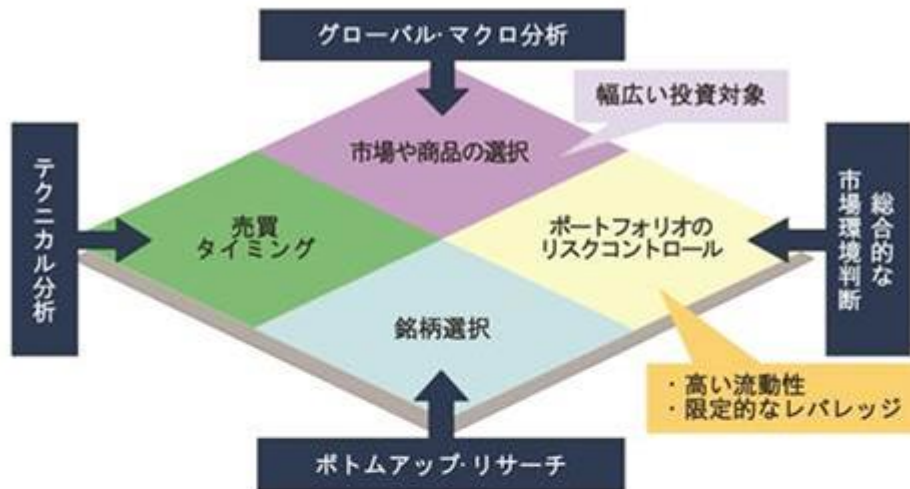 グローバル･マクロ分析
幅広い投資対象
市場や商品の選択
テクニカル分析
売買
タイミング
ポートフォリオの
リスクコントロール
総合的な
市場環境判断
銘柄選択
・高い流動性
・限定的なレバレッジ
ボトムアップ･リサーチ